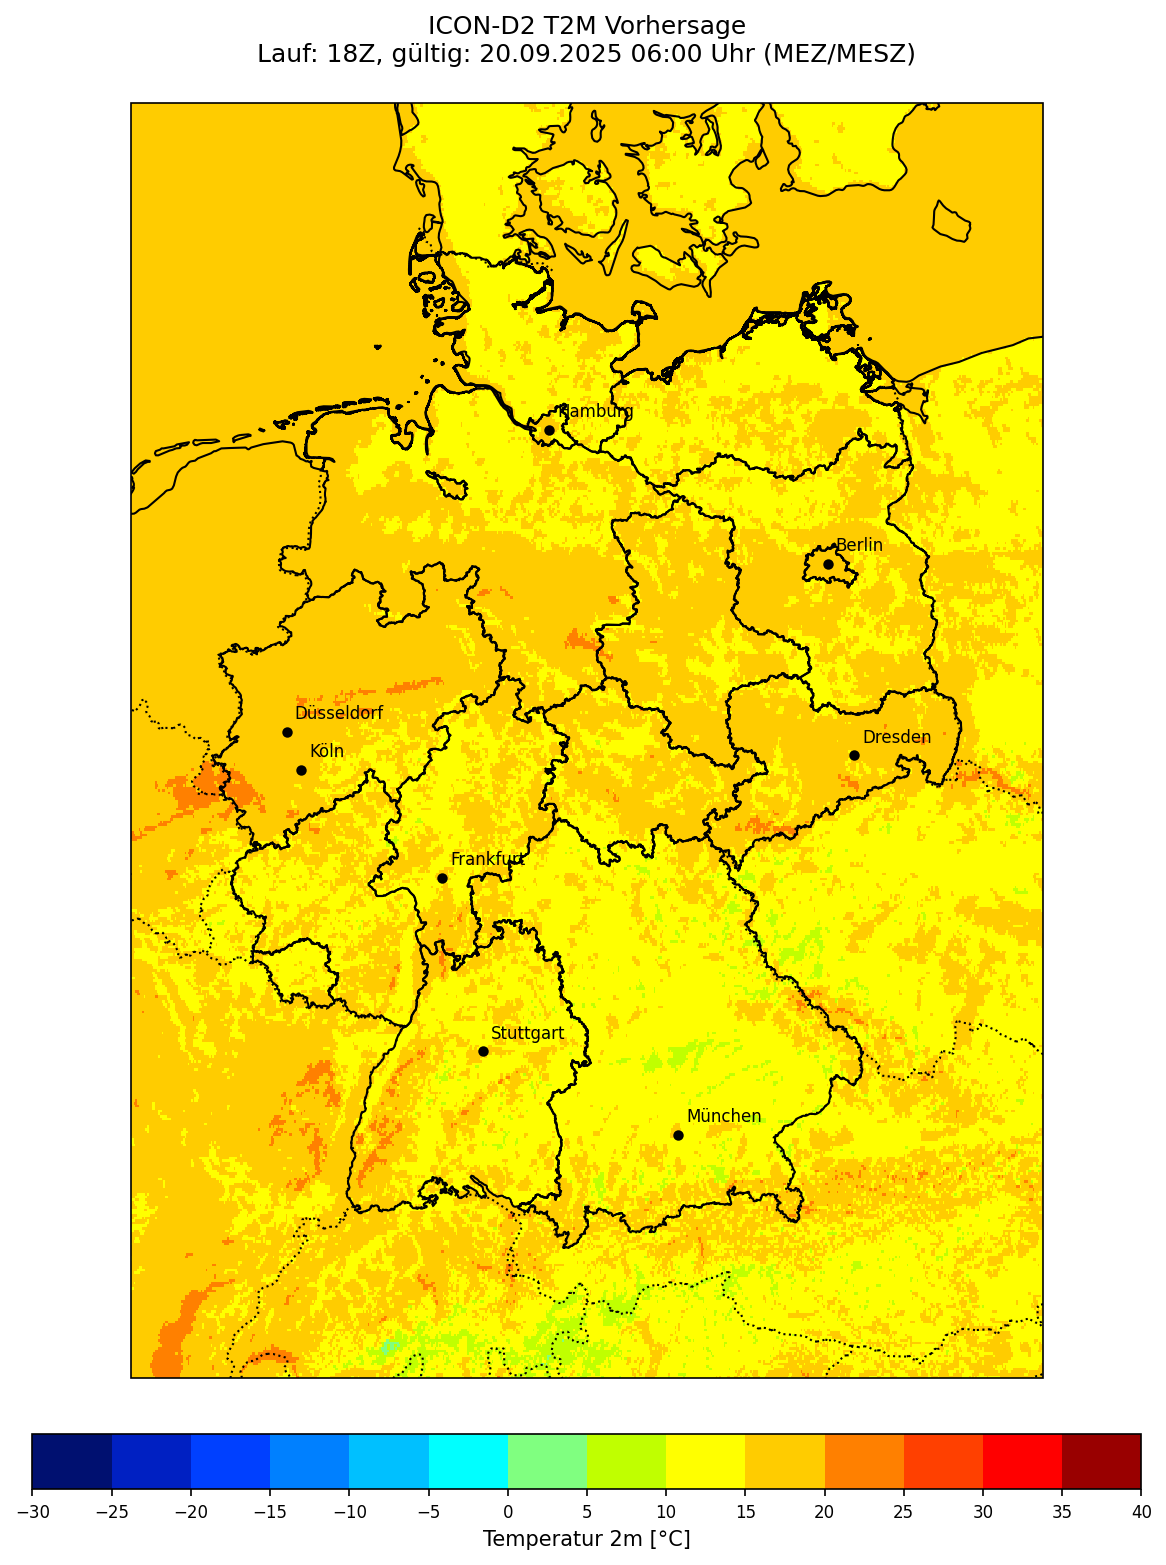 ICON-D2 T2M Vorhersage
Lauf: 18Z, gültig: 20.09.2025 06:00 Uhr (MEZ/MESZ)
Hamburg
Berlin
Düsseldorf
Dresden
Köln
Frankfurt
Stuttgart
München
−30 −25 −20 −15 −10 −5 0 5 10 15 20 25 30 35 40
Temperatur 2m [°C]